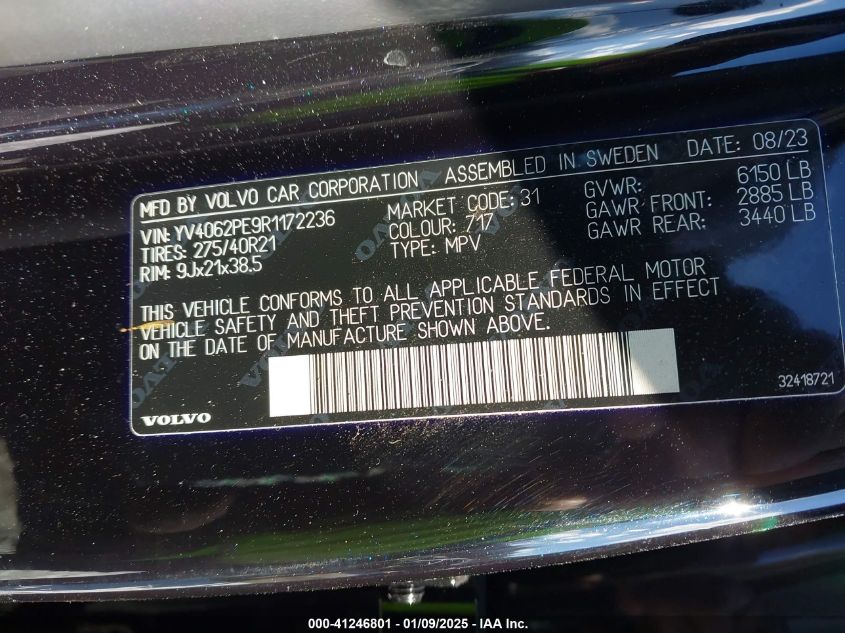 MFD BY VOLVO CAR CORPORATION ASSEMBLED IN SWEDEN DATE: 08/23
VIN: YV4062PE9R1172236 MARKET CODE: 31 GVWR: 6150 LB
TIRES: 275/40R21 COLOUR: 717 GAWR FRONT: 2885 LB
RIM: 9Jx21x38.5 TYPE: MPV GAWR REAR: 3440 LB
THIS VEHICLE CONFORMS TO ALL APPLICABLE FEDERAL MOTOR
VEHICLE SAFETY AND THEFT PREVENTION STANDARDS IN EFFECT
ON THE DATE OF MANUFACTURE SHOWN ABOVE.
32418721
VOLVO
000-41246801 - 01/09/2025 - IAA Inc.